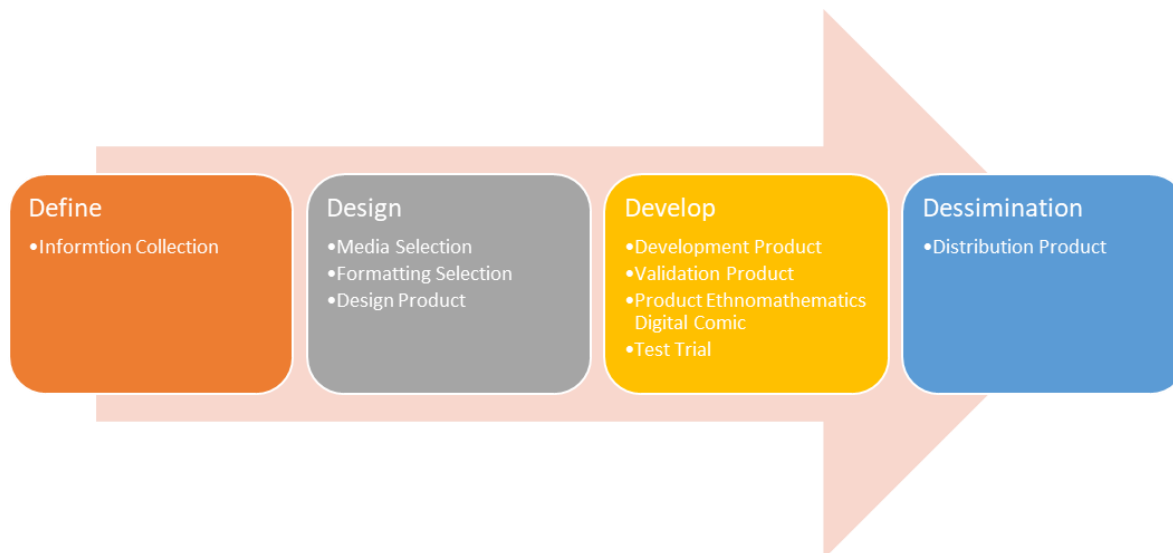 Define
•Informtion Collection
Design
•Media Selection
•Formatting Selection
•Design Product
Develop
•Development Product
•Validation Product
•Product Ethnomathematics
Digital Comic
•Test Trial
Dessimination
•Distribution Product